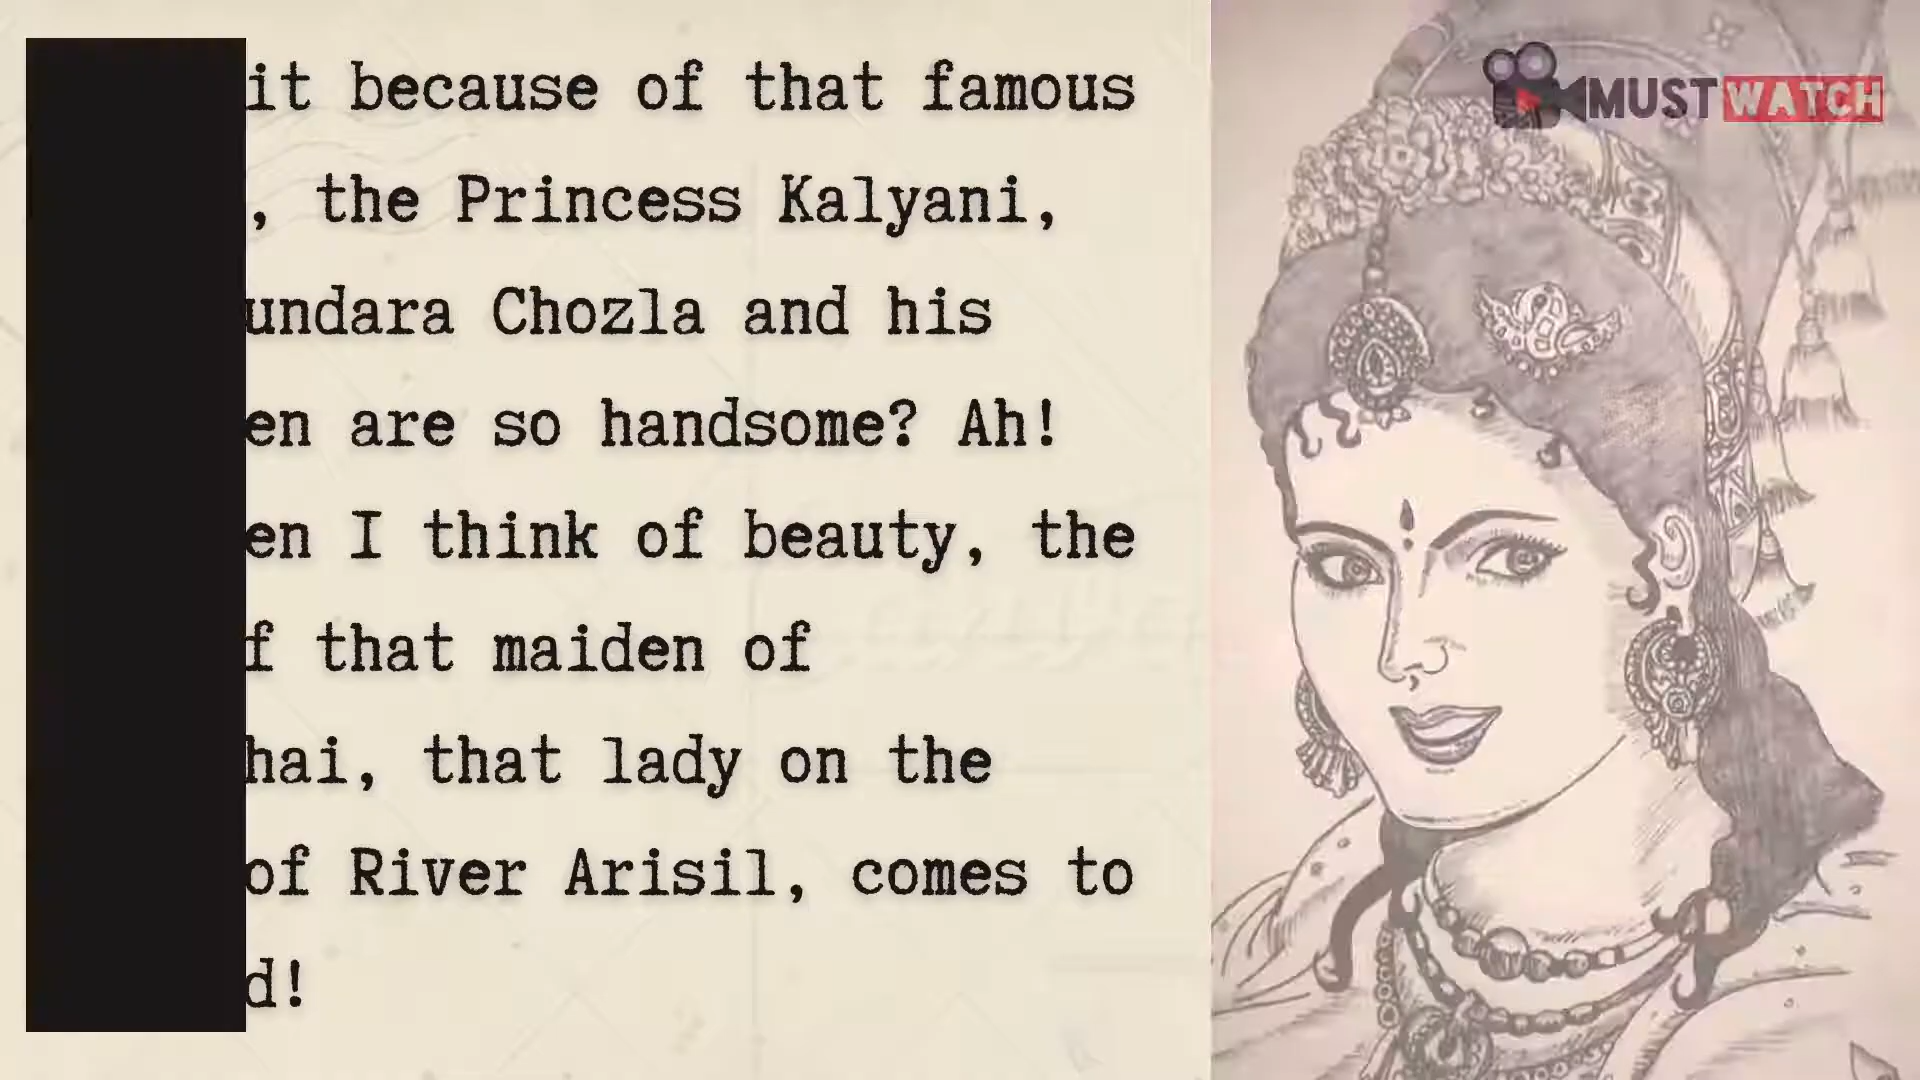 it because of that famous
, the Princess Kalyani,
undara Chozla and his
en are so handsome? Ah!
en I think of beauty, the
f that maiden of
hai, that lady on the
of River Arisil, comes to
d!
MUST WATCH